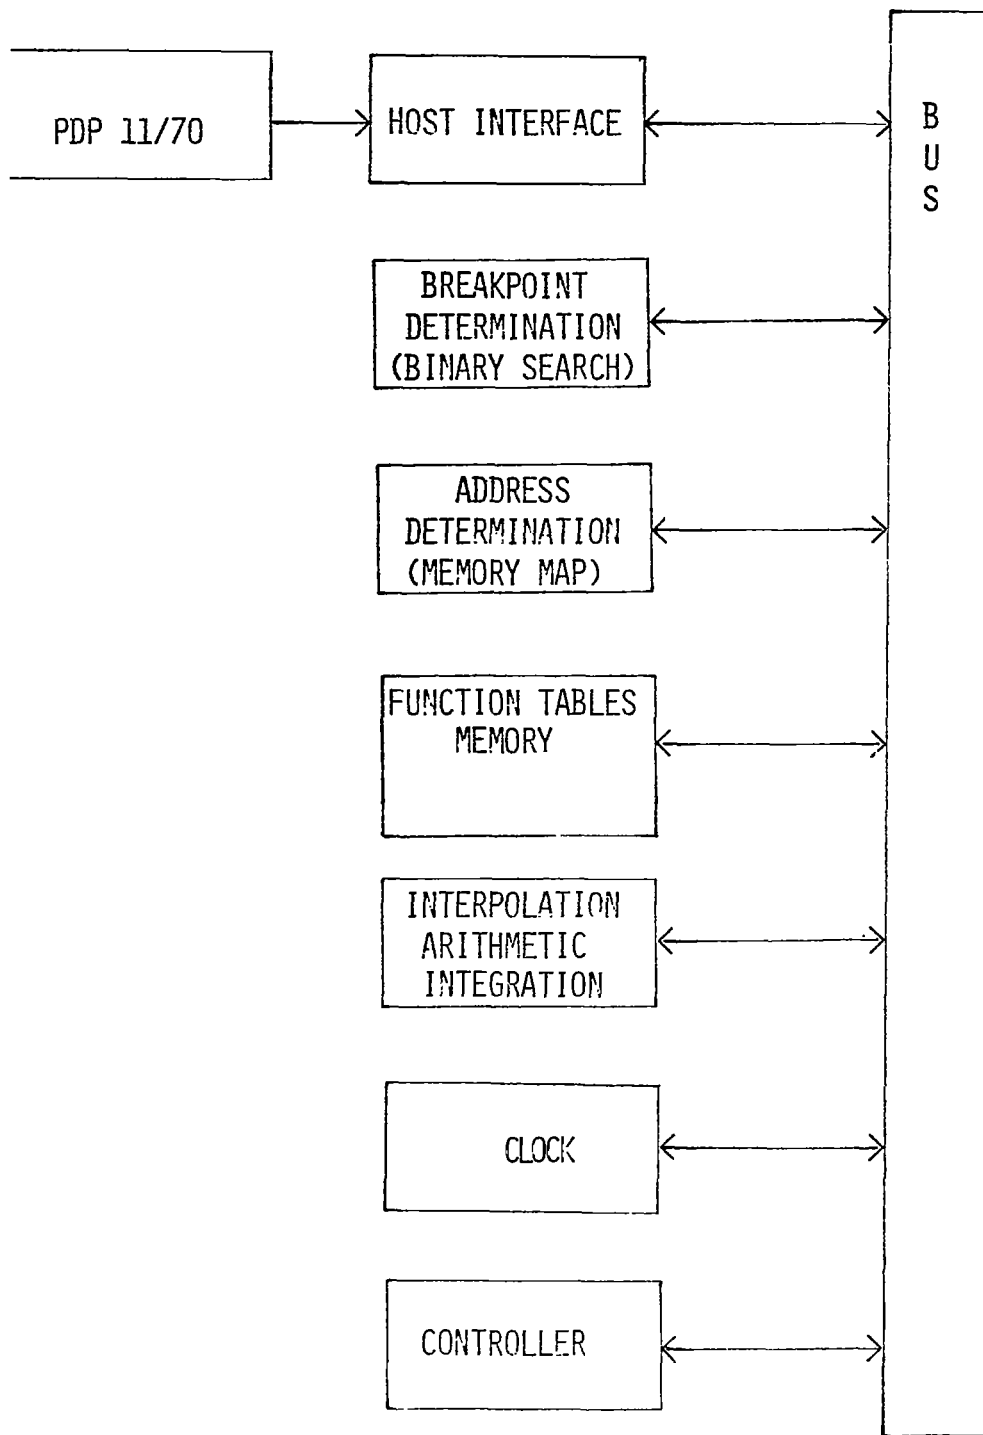 PDP 11/70
HOST INTERFACE
B
U
S
BREAKPOINT
DETERMINATION
(BINARY SEARCH)
ADDRESS
DETERMINATION
(MEMORY MAP)
FUNCTION TABLES
MEMORY
INTERPOLATION
ARITHMETIC
INTEGRATION
CLOCK
CONTROLLER